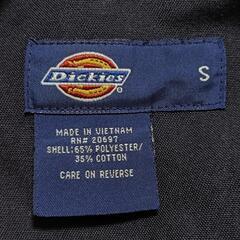 Dickies®
S
MADE IN VIETNAM
RN# 20697
SHELL: 65% POLYESTER/
35% COTTON
CARE ON REVERSE